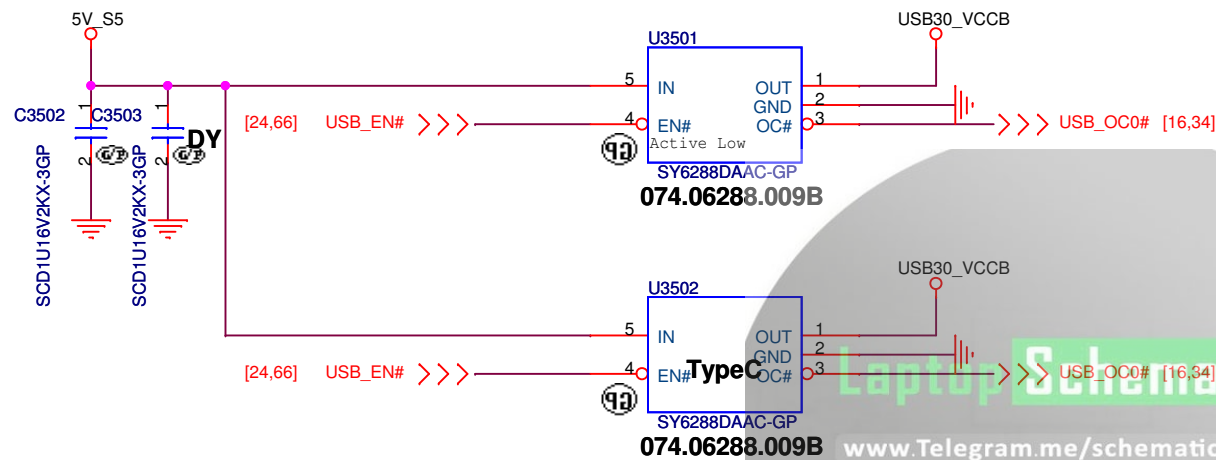 5V_S5
USB30_VCCB
U3501
5 IN OUT 1
GND 2
[24,66] USB_EN# 4 EN# OC# 3 USB_OC0# [16,34]
Active Low
SY6288DAAC-GP
074.06288.009B
C3502 C3503
1 1
DY
2 2
SCD1U16V2KX-3GP
SCD1U16V2KX-3GP
USB30_VCCB
U3502
5 IN OUT 1
GND 2
[24,66] USB_EN# 4 EN# TypeC OC# 3 USB_OC0# [16,34]
SY6288DAAC-GP
074.06288.009B
Laptop Schema
www.Telegram.me/schematic